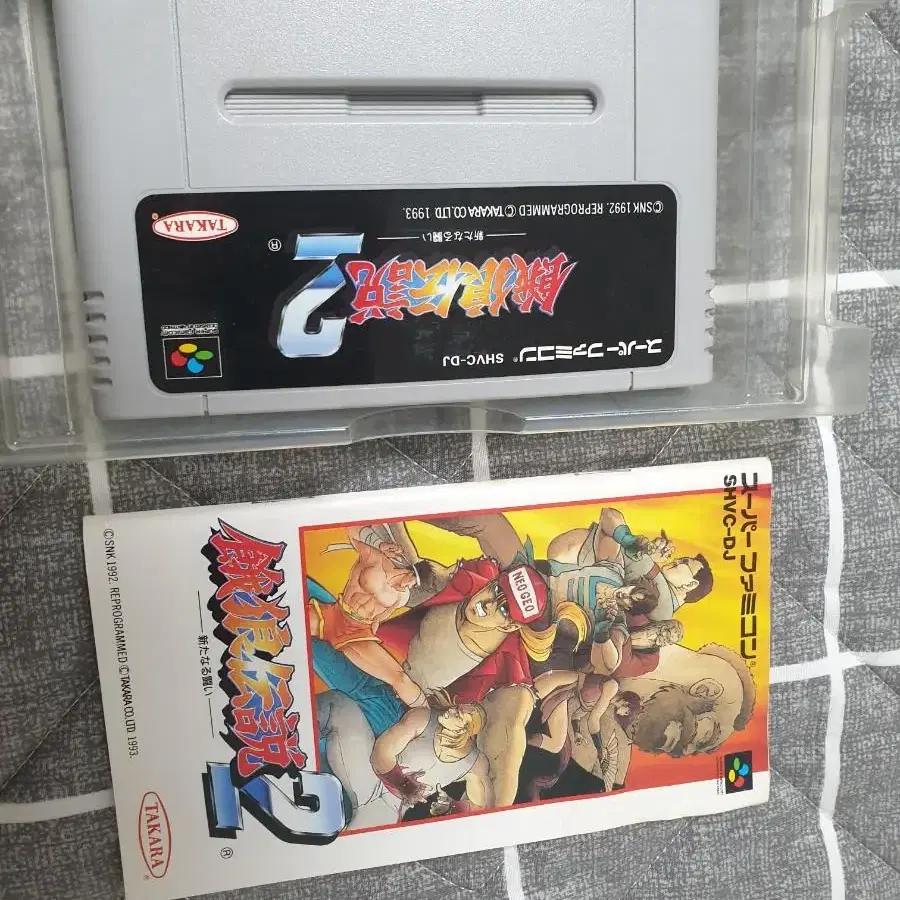 スーパーファミコン® SHVC-DJ
餓狼伝説2
新たなる闘い
®
TAKARA
©SNK 1992. REPROGRAMMED ©TAKARA CO.,LTD. 1993.
スーパーファミコン®
SHVC-DJ
NEO GEO
餓狼伝説2
新たなる闘い
®
©SNK 1992. REPROGRAMMED ©TAKARA CO.,LTD. 1993.
TAKARA
®